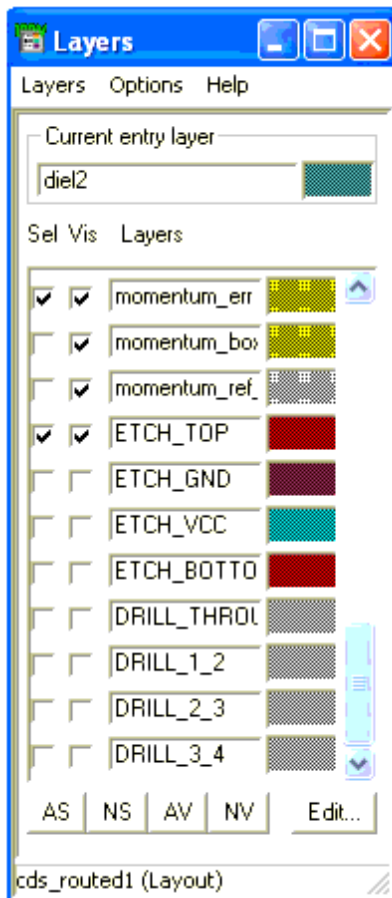 Layers
Layers Options Help
Current entry layer
diel2
Sel Vis Layers
momentum_err
momentum_box
momentum_ref_
ETCH_TOP
ETCH_GND
ETCH_VCC
ETCH_BOTTO
DRILL_THROU
DRILL_1_2
DRILL_2_3
DRILL_3_4
AS NS AV NV Edit...
cds_routed1 (Layout)